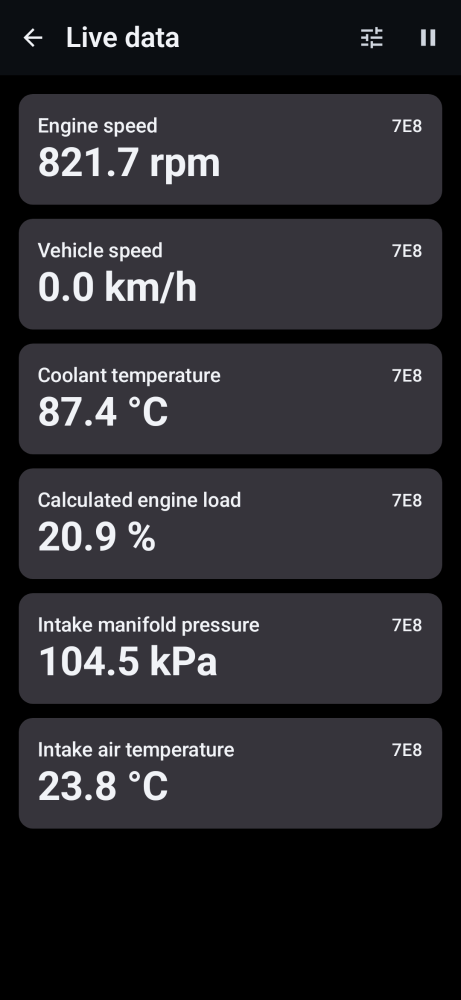 Live data
Engine speed 7E8
821.7 rpm
Vehicle speed 7E8
0.0 km/h
Coolant temperature 7E8
87.4 °C
Calculated engine load 7E8
20.9 %
Intake manifold pressure 7E8
104.5 kPa
Intake air temperature 7E8
23.8 °C